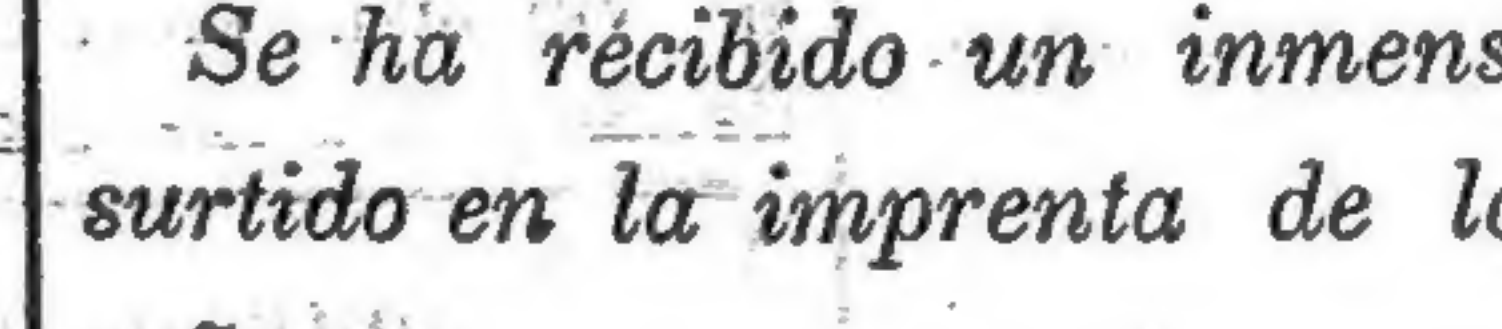 Se ha recibido un inmens
surtido en la imprenta de